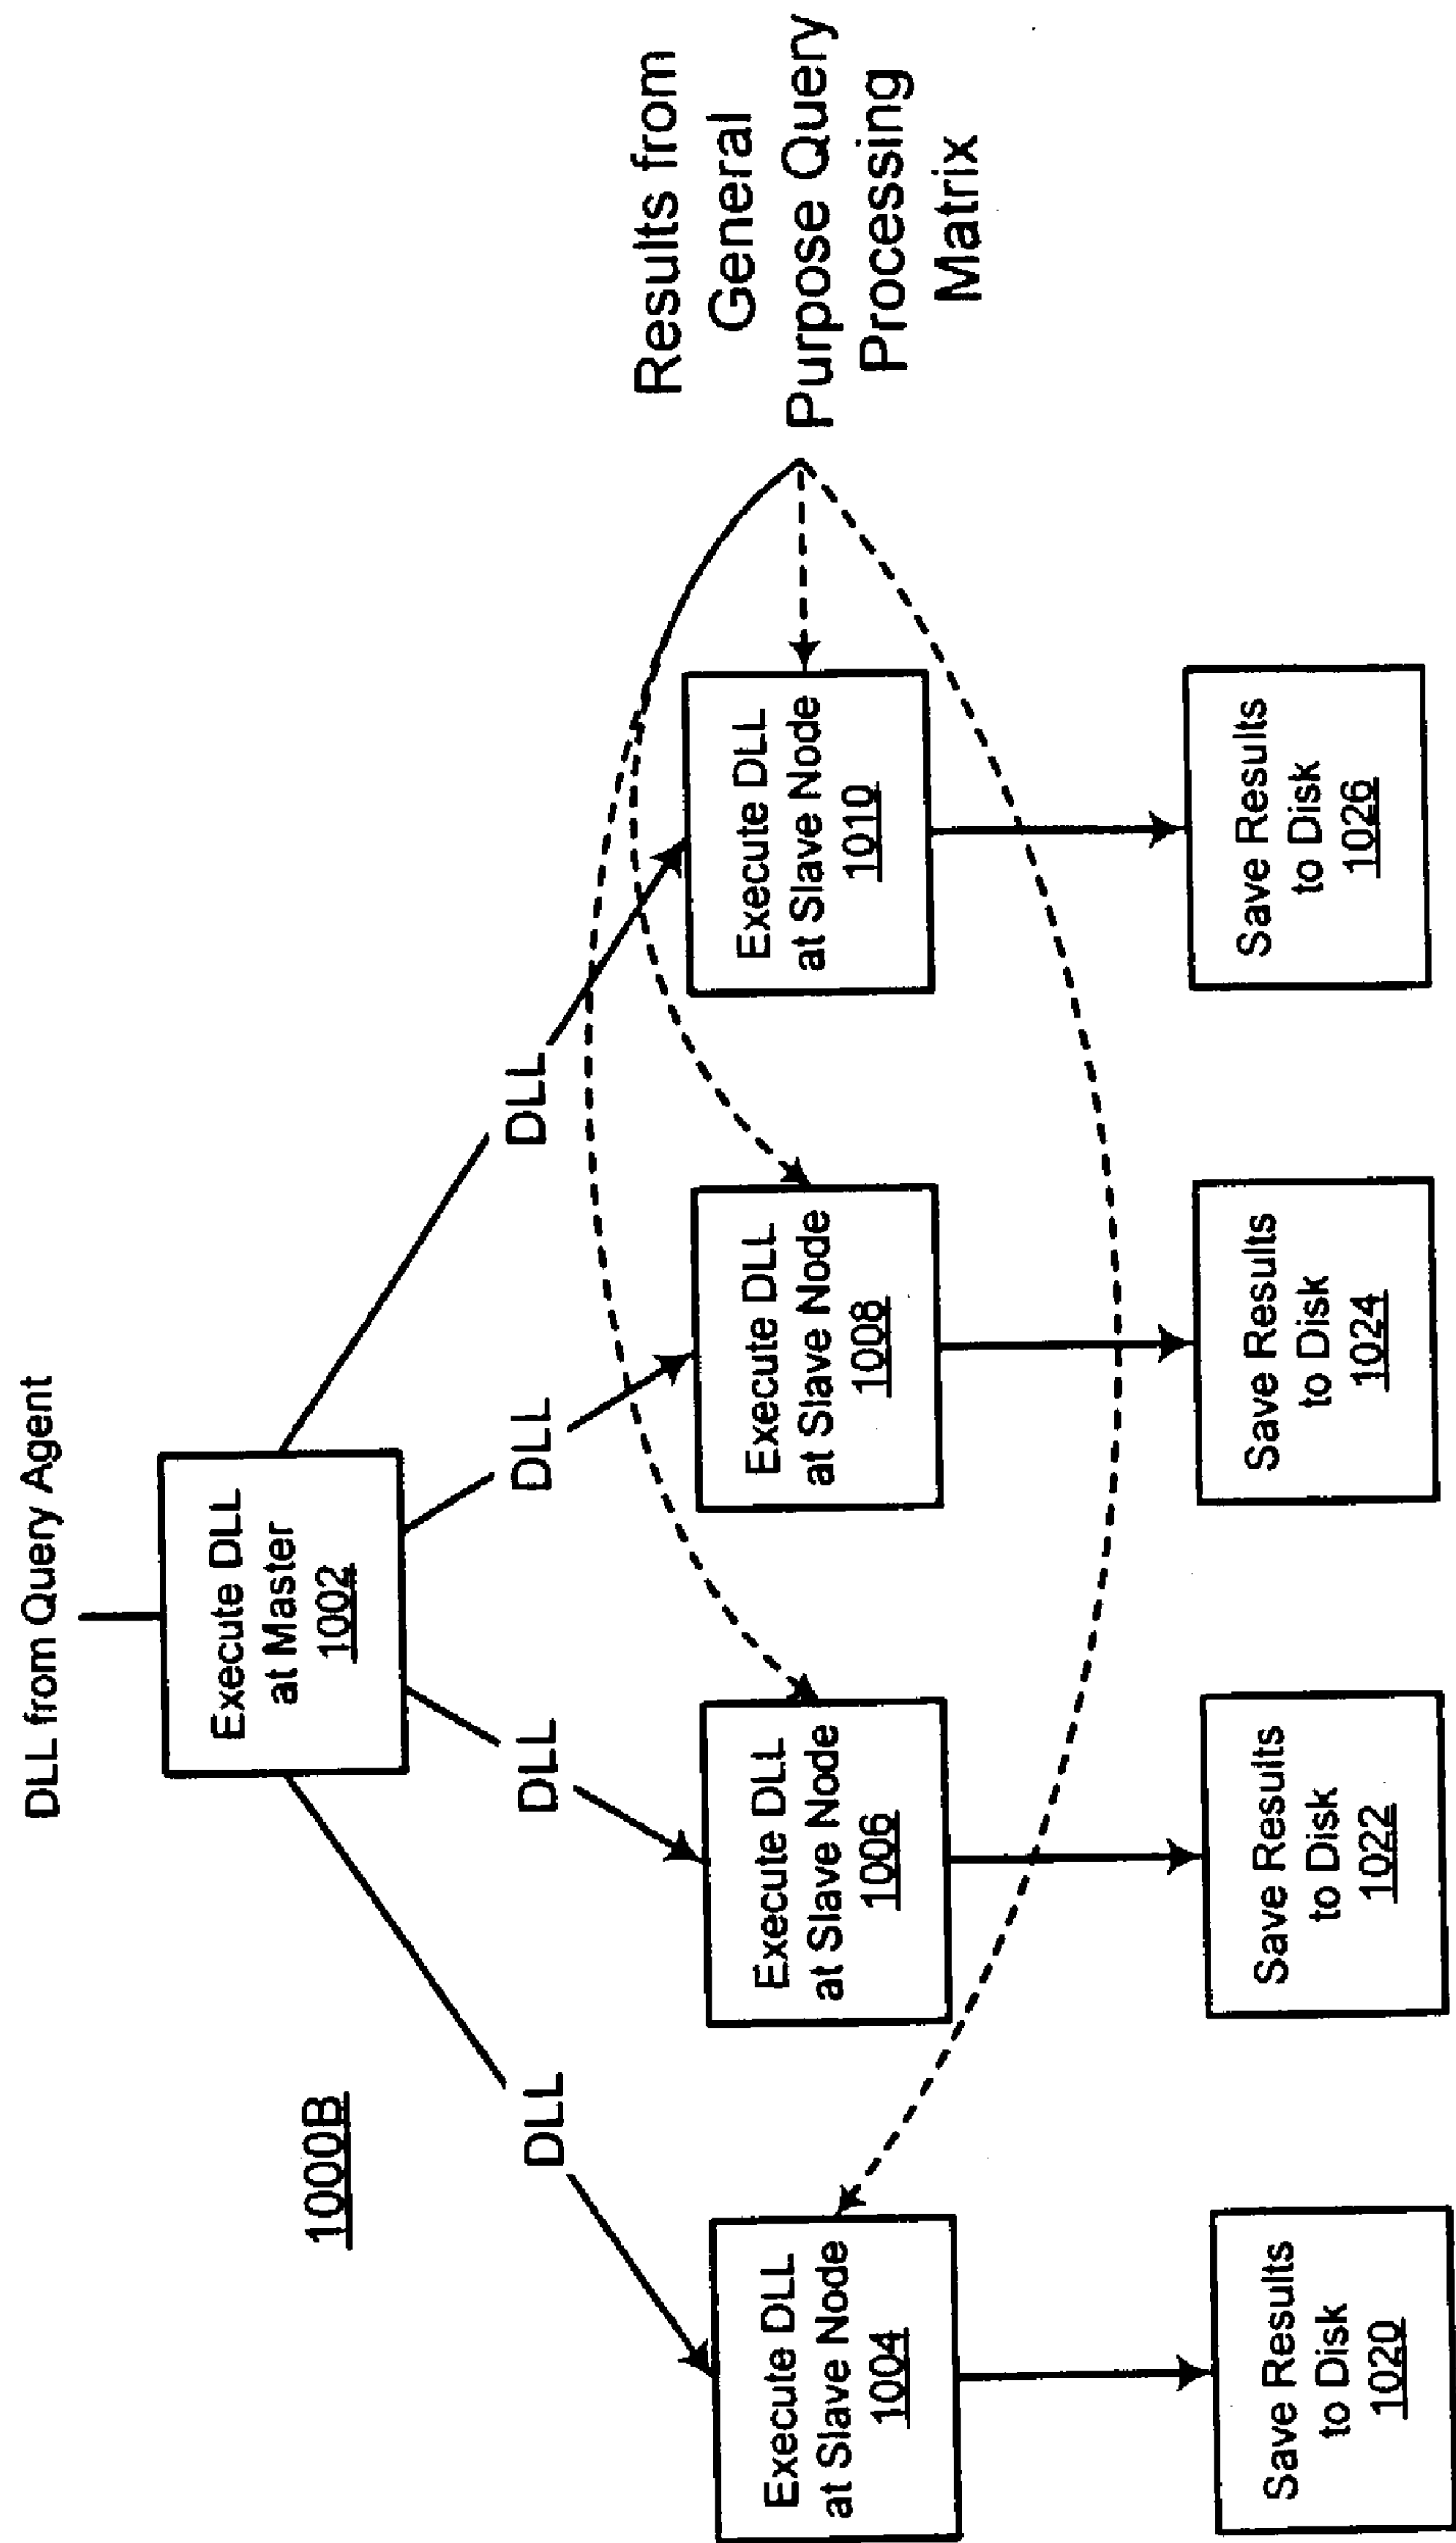 DLL from Query Agent
Execute DLL
at Master
1002
1000B
DLL
DLL
DLL
DLL
Results from
General
Purpose Query
Processing
Matrix
Execute DLL
at Slave Node
1004
Execute DLL
at Slave Node
1006
Execute DLL
at Slave Node
1008
Execute DLL
at Slave Node
1010
Save Results
to Disk
1020
Save Results
to Disk
1022
Save Results
to Disk
1024
Save Results
to Disk
1026